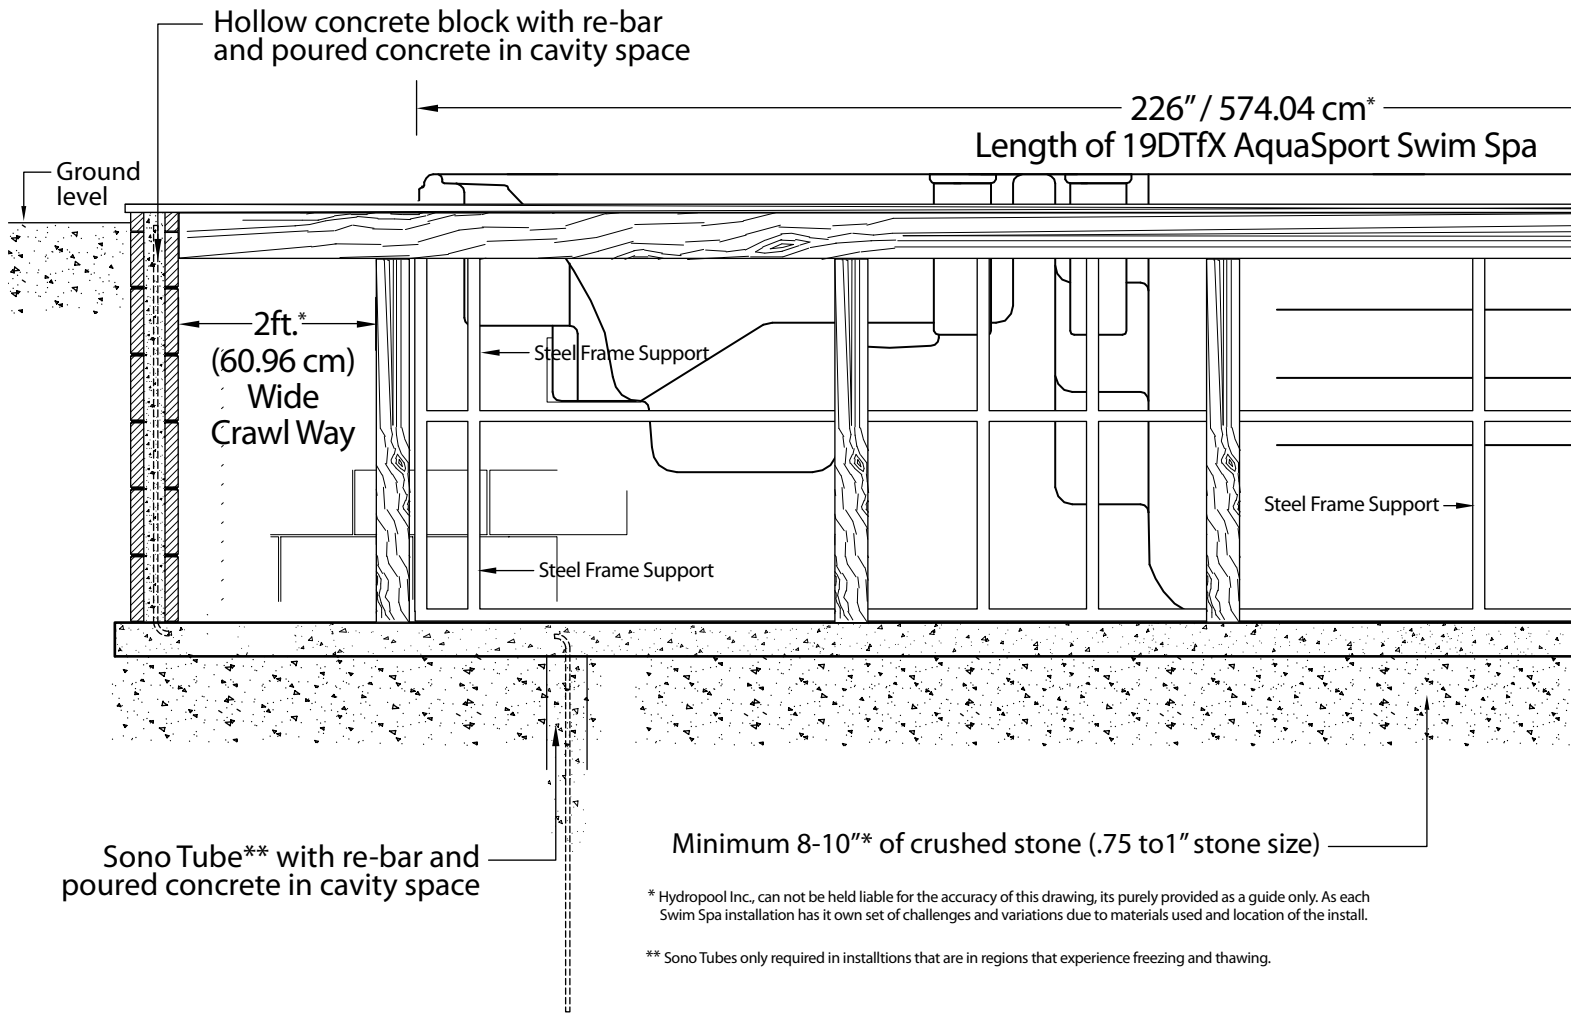 Hollow concrete block with re-bar
and poured concrete in cavity space
226" / 574.04 cm*
Length of 19DTfX AquaSport Swim Spa
Ground
level
2ft.*
(60.96 cm)
Wide
Crawl Way
Steel Frame Support
Steel Frame Support
Steel Frame Support
Sono Tube** with re-bar and
poured concrete in cavity space
Minimum 8-10"* of crushed stone (.75 to1" stone size)
* Hydropool Inc., can not be held liable for the accuracy of this drawing, its purely provided as a guide only. As each
Swim Spa installation has it own set of challenges and variations due to materials used and location of the install.
** Sono Tubes only required in installtions that are in regions that experience freezing and thawing.